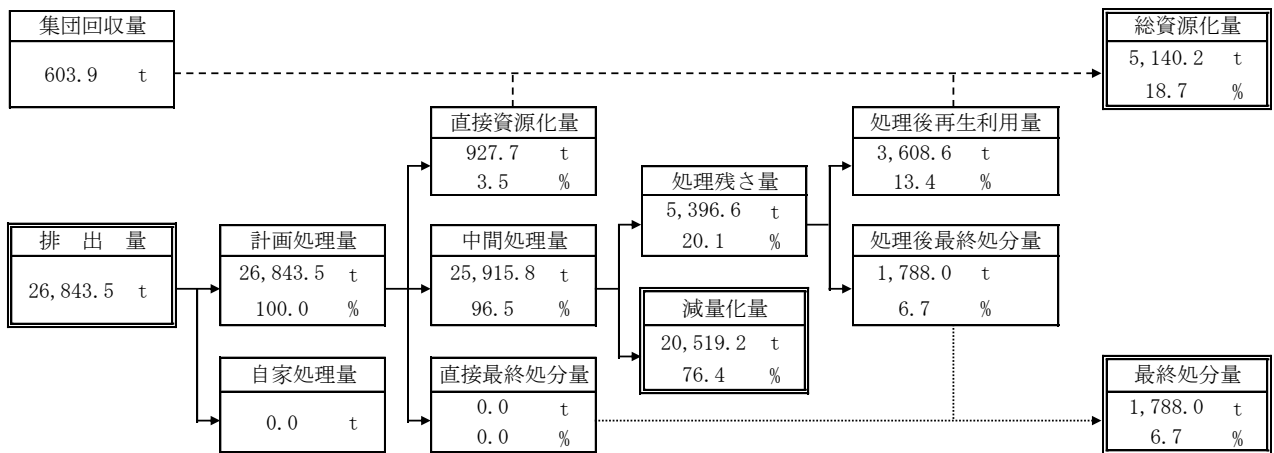 集団回収量
603.9 t
総資源化量
5,140.2 t
18.7 %
直接資源化量
927.7 t
3.5 %
処理後再生利用量
3,608.6 t
13.4 %
処理残さ量
5,396.6 t
20.1 %
排 出 量
26,843.5 t
計画処理量
26,843.5 t
100.0 %
中間処理量
25,915.8 t
96.5 %
処理後最終処分量
1,788.0 t
6.7 %
減量化量
20,519.2 t
76.4 %
自家処理量
0.0 t
直接最終処分量
0.0 t
0.0 %
最終処分量
1,788.0 t
6.7 %